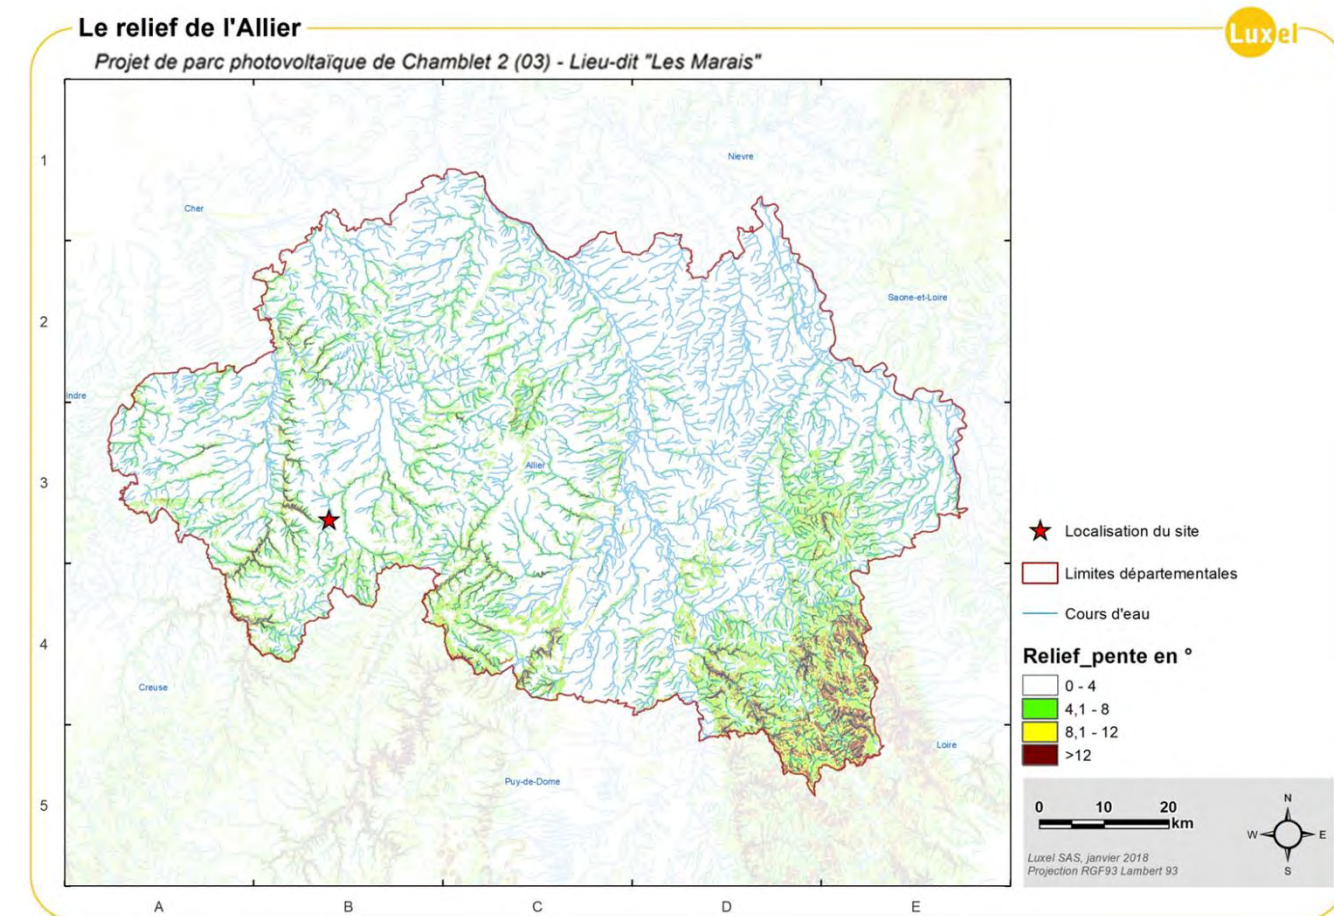 Le relief de l'Allier
Luxel
Projet de parc photovoltaïque de Chamblet 2 (03) - Lieu-dit "Les Marais"
1
Nievre
Cher
Saone-et-Loire
2
Indre
Allier
3
Localisation du site
Limites départementales
Cours d'eau
4
Relief_pente en °
Creuse
0 - 4
4,1 - 8
8,1 - 12
>12
Loire
Puy-de-Dome
5
0 10 20
km
N
W E
S
Luxel SAS, janvier 2018
Projection RGF93 Lambert 93
A B C D E